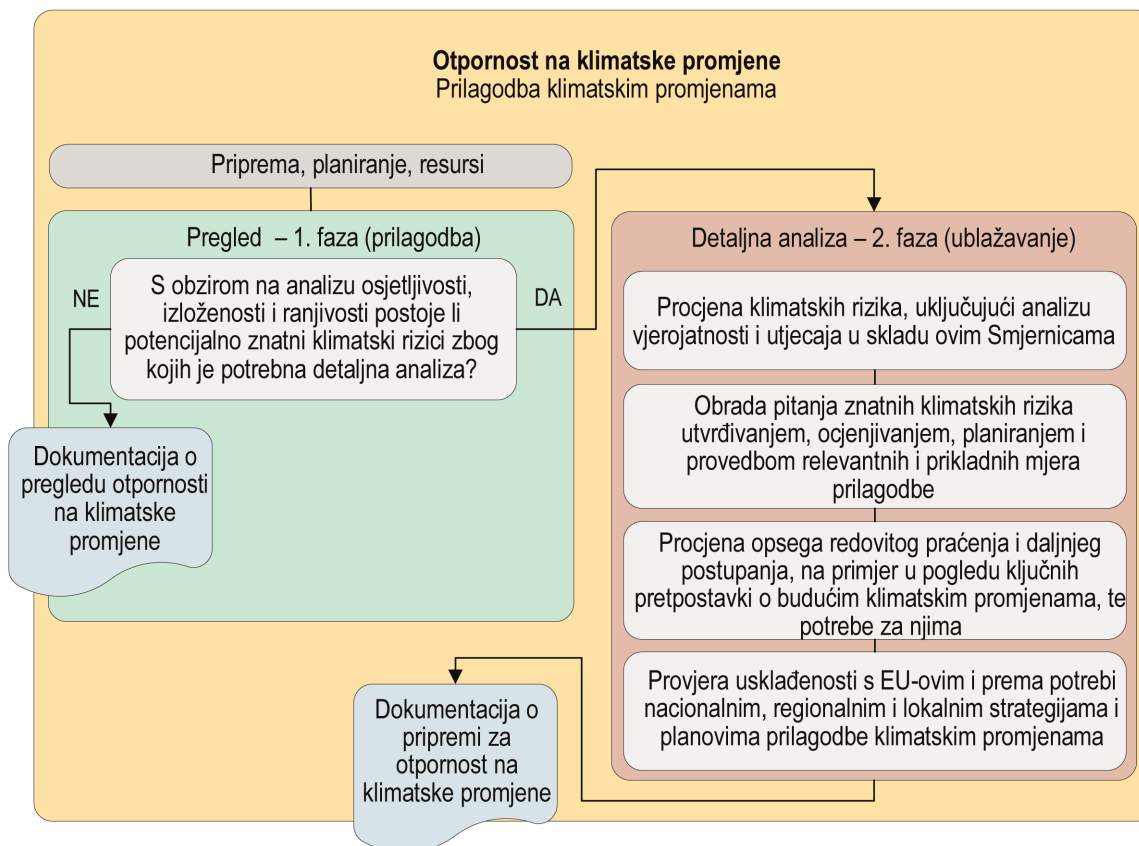 Otpornost na klimatske promjene
Prilagodba klimatskim promjenama
Priprema, planiranje, resursi
Pregled – 1. faza (prilagodba)
NE
S obzirom na analizu osjetljivosti,
izloženosti i ranjivosti postoje li
potencijalno znatni klimatski rizici zbog
kojih je potrebna detaljna analiza?
DA
Dokumentacija o
pregledu otpornosti
na klimatske
promjene
Detaljna analiza – 2. faza (ublažavanje)
Procjena klimatskih rizika, uključujući analizu
vjerojatnosti i utjecaja u skladu ovim Smjernicama
Obrada pitanja znatnih klimatskih rizika
utvrđivanjem, ocjenjivanjem, planiranjem i
provedbom relevantnih i prikladnih mjera
prilagodbe
Procjena opsega redovitog praćenja i daljnjeg
postupanja, na primjer u pogledu ključnih
pretpostavki o budućim klimatskim promjenama, te
potrebe za njima
Provjera usklađenosti s EU-ovim i prema potrebi
nacionalnim, regionalnim i lokalnim strategijama i
planovima prilagodbe klimatskim promjenama
Dokumentacija o
pripremi za
otpornost na
klimatske promjene